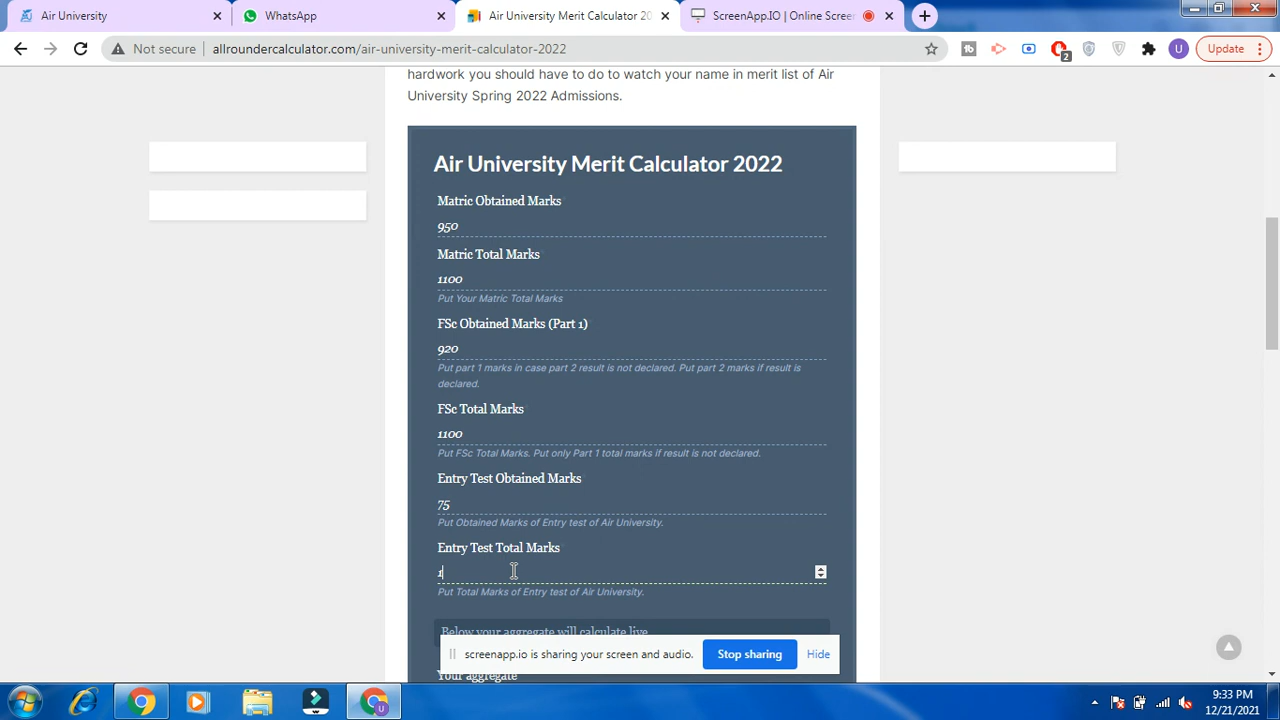 Air University
WhatsApp
Air University Merit Calculator 20
ScreenApp.IO | Online Screen
Not secure
allroundercalculator.com/air-university-merit-calculator-2022
2
U
Update
hardwork you should have to do to watch your name in merit list of Air
University Spring 2022 Admissions.
Air University Merit Calculator 2022
Matric Obtained Marks
950
Matric Total Marks
1100
Put Your Matric Total Marks
FSc Obtained Marks (Part 1)
920
Put part 1 marks in case part 2 result is not declared. Put part 2 marks if result is
declared.
FSc Total Marks
1100
Put FSc Total Marks. Put only Part 1 total marks if result is not declared.
Entry Test Obtained Marks
75
Put Obtained Marks of Entry test of Air University.
Entry Test Total Marks
1
Put Total Marks of Entry test of Air University.
Below your aggregate will calculate live
screenapp.io is sharing your screen and audio.
Stop sharing
Hide
Your aggregate
9:33 PM
12/21/2021